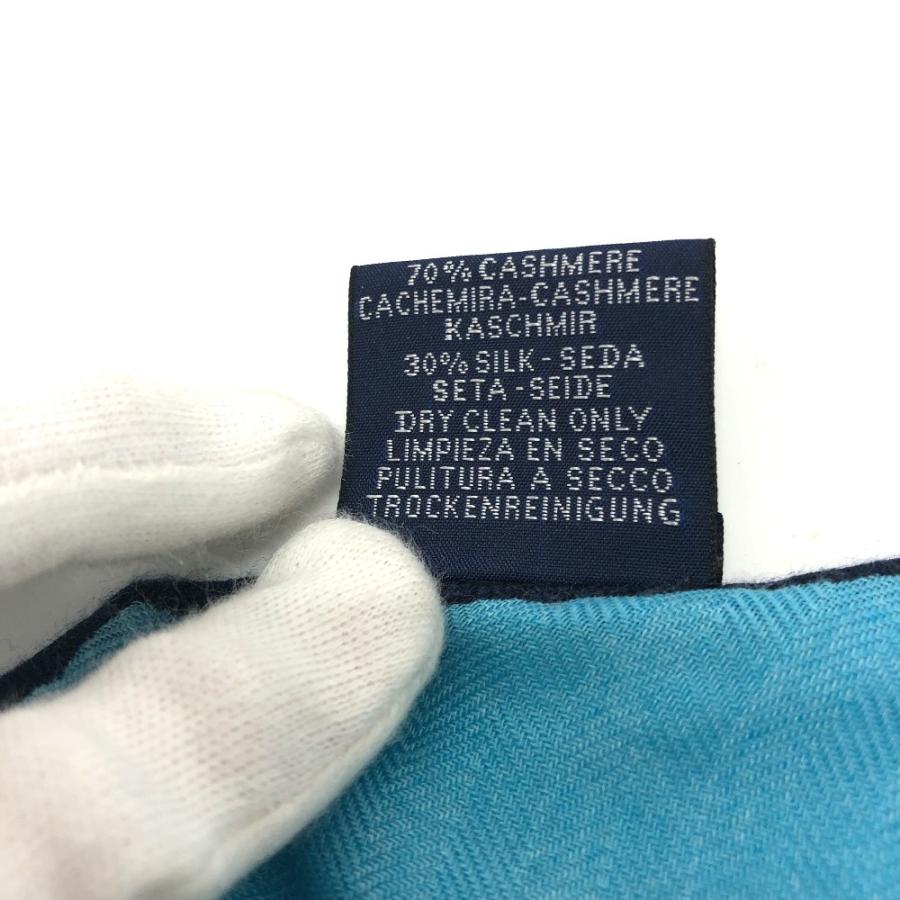 70% CASHMERE
CACHEMIRA-CASHMERE
KASCHMIR
30% SILK-SEDA
SETA-SEIDE
DRY CLEAN ONLY
LIMPIEZA EN SECO
PULITURA A SECCO
TROCKENREINIGUNG